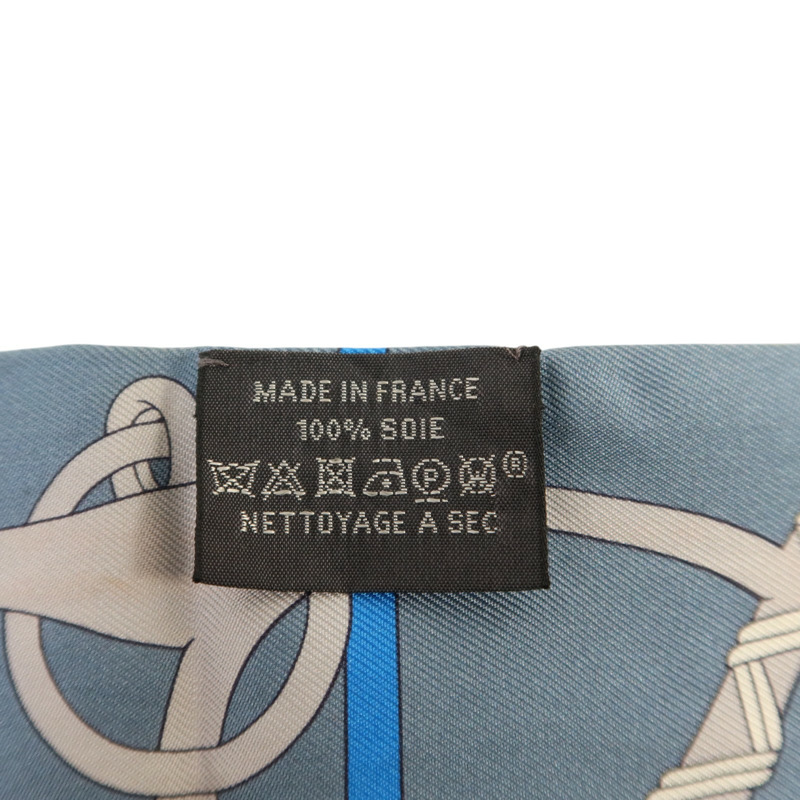 MADE IN FRANCE
100% SOIE
P W ®
NETTOYAGE A SEC